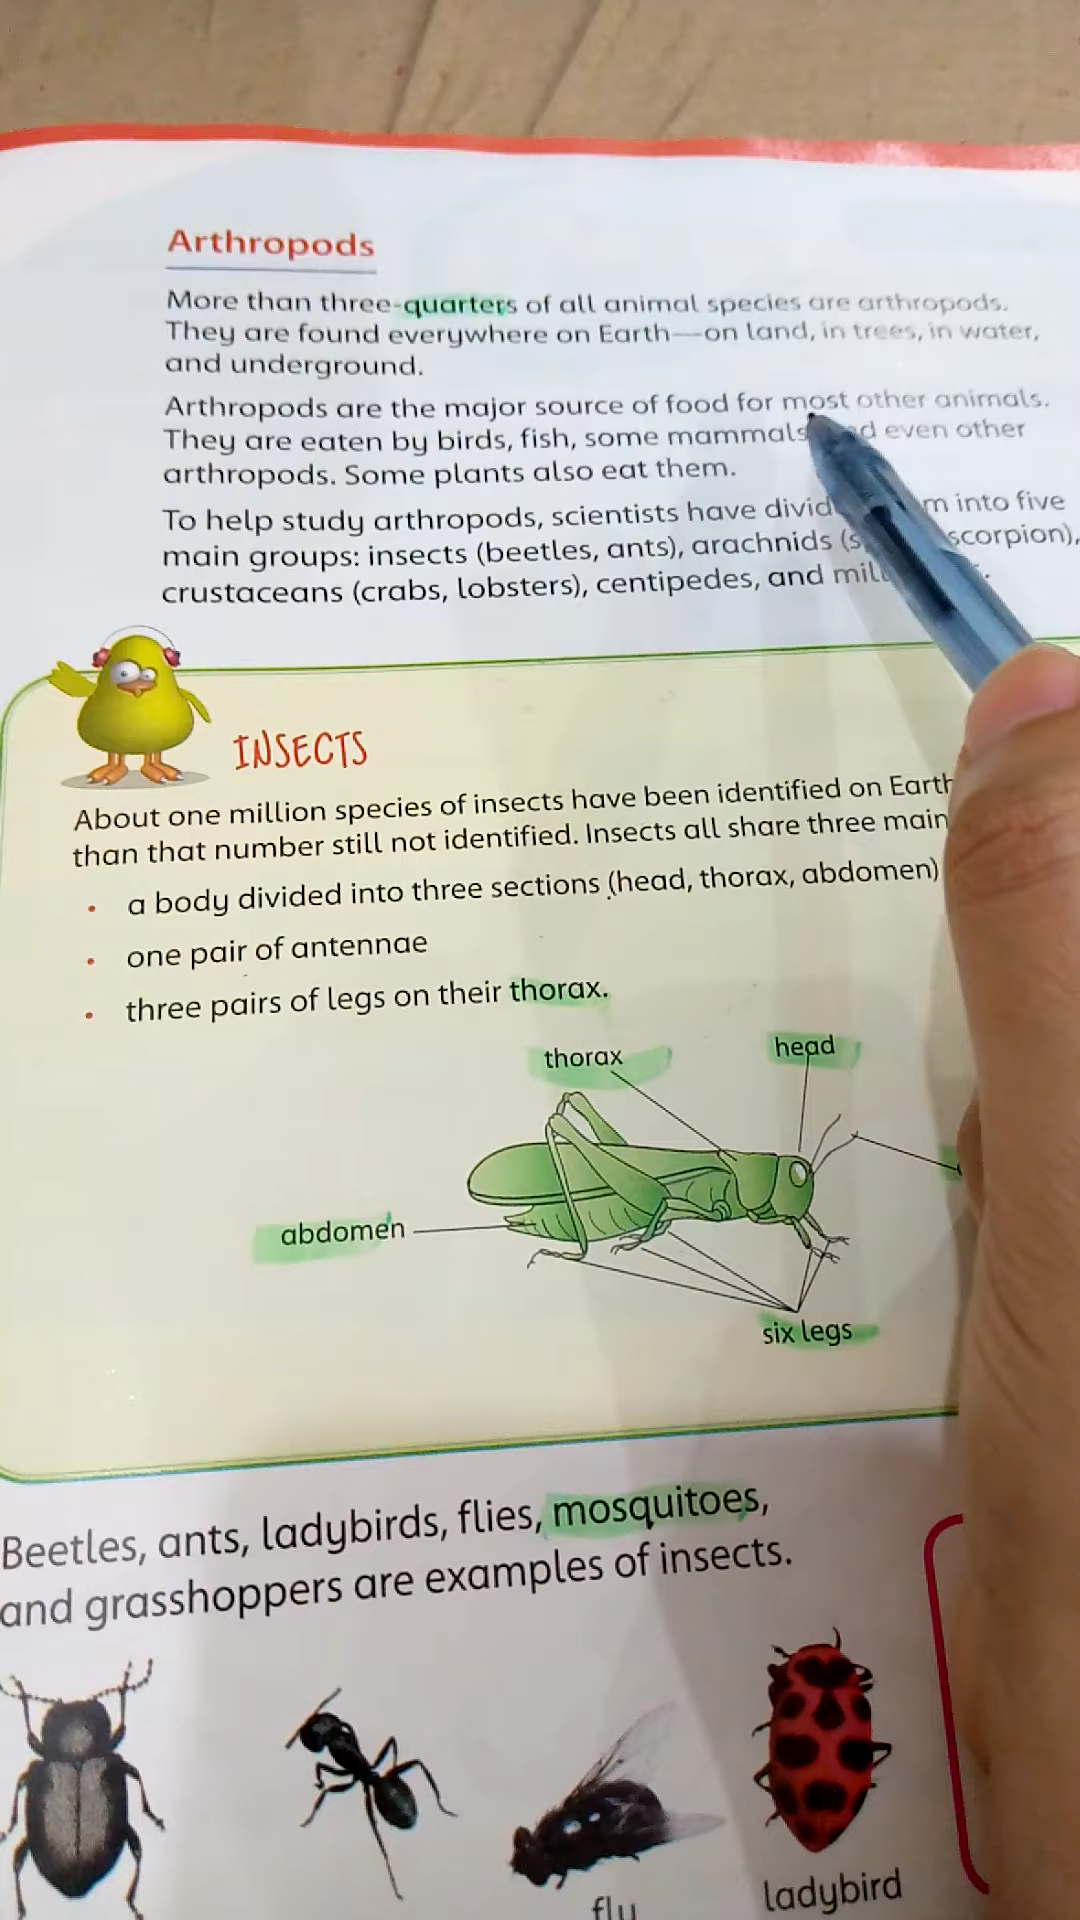 Arthropods
More than three-quarters of all animal species are arthropods.
They are found everywhere on Earth—on land, in trees, in water,
and underground.
Arthropods are the major source of food for most other animals.
They are eaten by birds, fish, some mammals even other
arthropods. Some plants also eat them.
To help study arthropods, scientists have into five
main groups: insects (beetles, ants), arachnids scorpion),
crustaceans (crabs, lobsters), centipedes, and
INSECTS
About one million species of insects have been identified on Earth
than that number still not identified. Insects all share three main
• a body divided into three sections (head, thorax, abdomen)
• one pair of antennae
• three pairs of legs on their thorax.
thorax head
abdomen
six legs
Beetles, ants, ladybirds, flies, mosquitoes,
and grasshoppers are examples of insects.
ladybird
fly